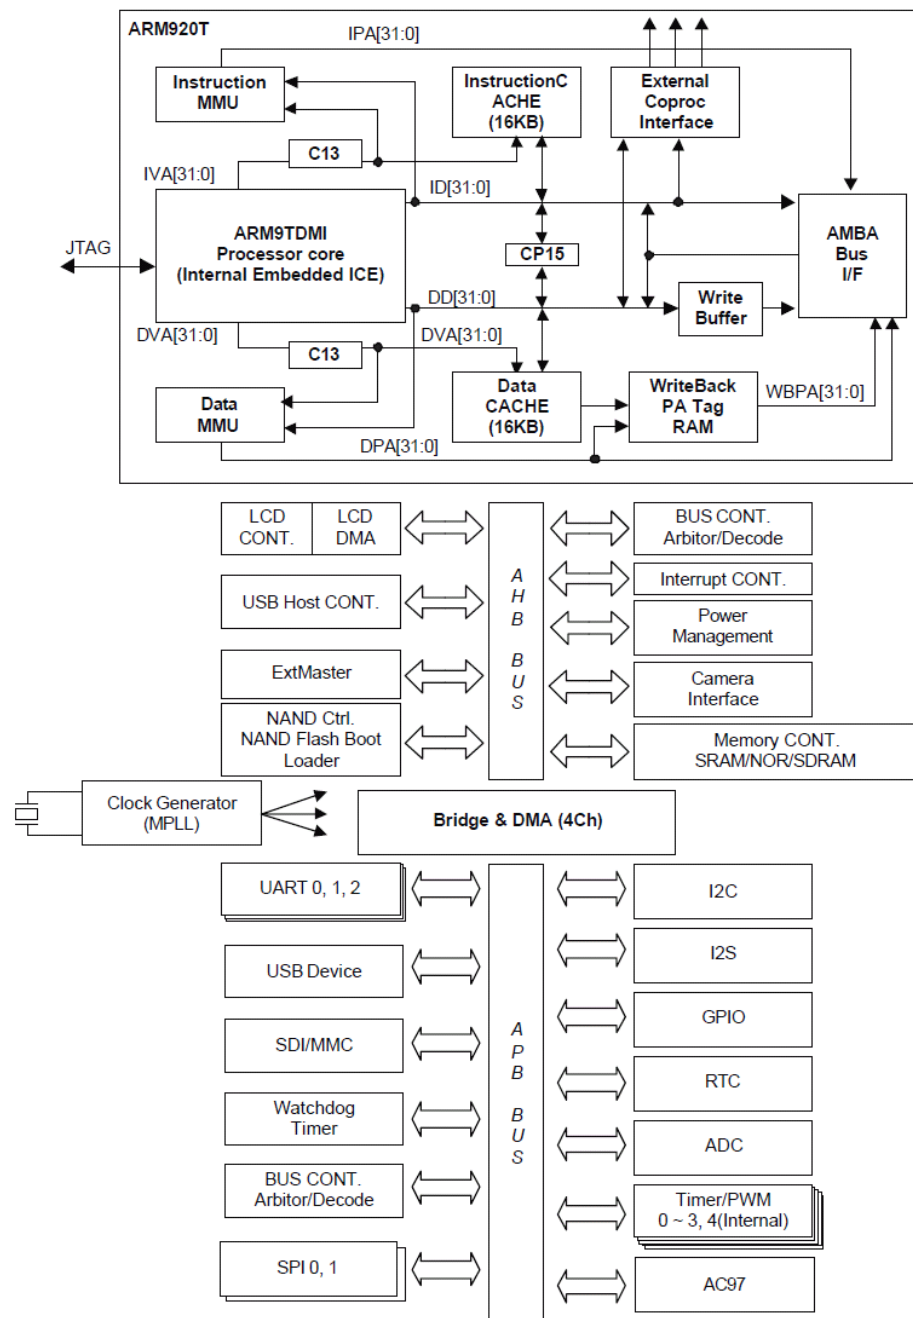 ARM920T
IPA[31:0]
Instruction
MMU
InstructionC
ACHE
(16KB)
External
Coproc
Interface
C13
IVA[31:0]
ID[31:0]
ARM9TDMI
Processor core
(Internal Embedded ICE)
JTAG
CP15
AMBA
Bus
I/F
DD[31:0]
Write
Buffer
DVA[31:0]
C13
DVA[31:0]
Data
MMU
Data
CACHE
(16KB)
WriteBack
PA Tag
RAM
WBPA[31:0]
DPA[31:0]
LCD
CONT.
LCD
DMA
USB Host CONT.
ExtMaster
NAND Ctrl.
NAND Flash Boot
Loader
A
H
B
B
U
S
BUS CONT.
Arbitor/Decode
Interrupt CONT.
Power
Management
Camera
Interface
Memory CONT.
SRAM/NOR/SDRAM
Clock Generator
(MPLL)
Bridge & DMA (4Ch)
UART 0, 1, 2
USB Device
SDI/MMC
Watchdog
Timer
BUS CONT.
Arbitor/Decode
SPI 0, 1
A
P
B
B
U
S
I2C
I2S
GPIO
RTC
ADC
Timer/PWM
0 ~ 3, 4(Internal)
AC97